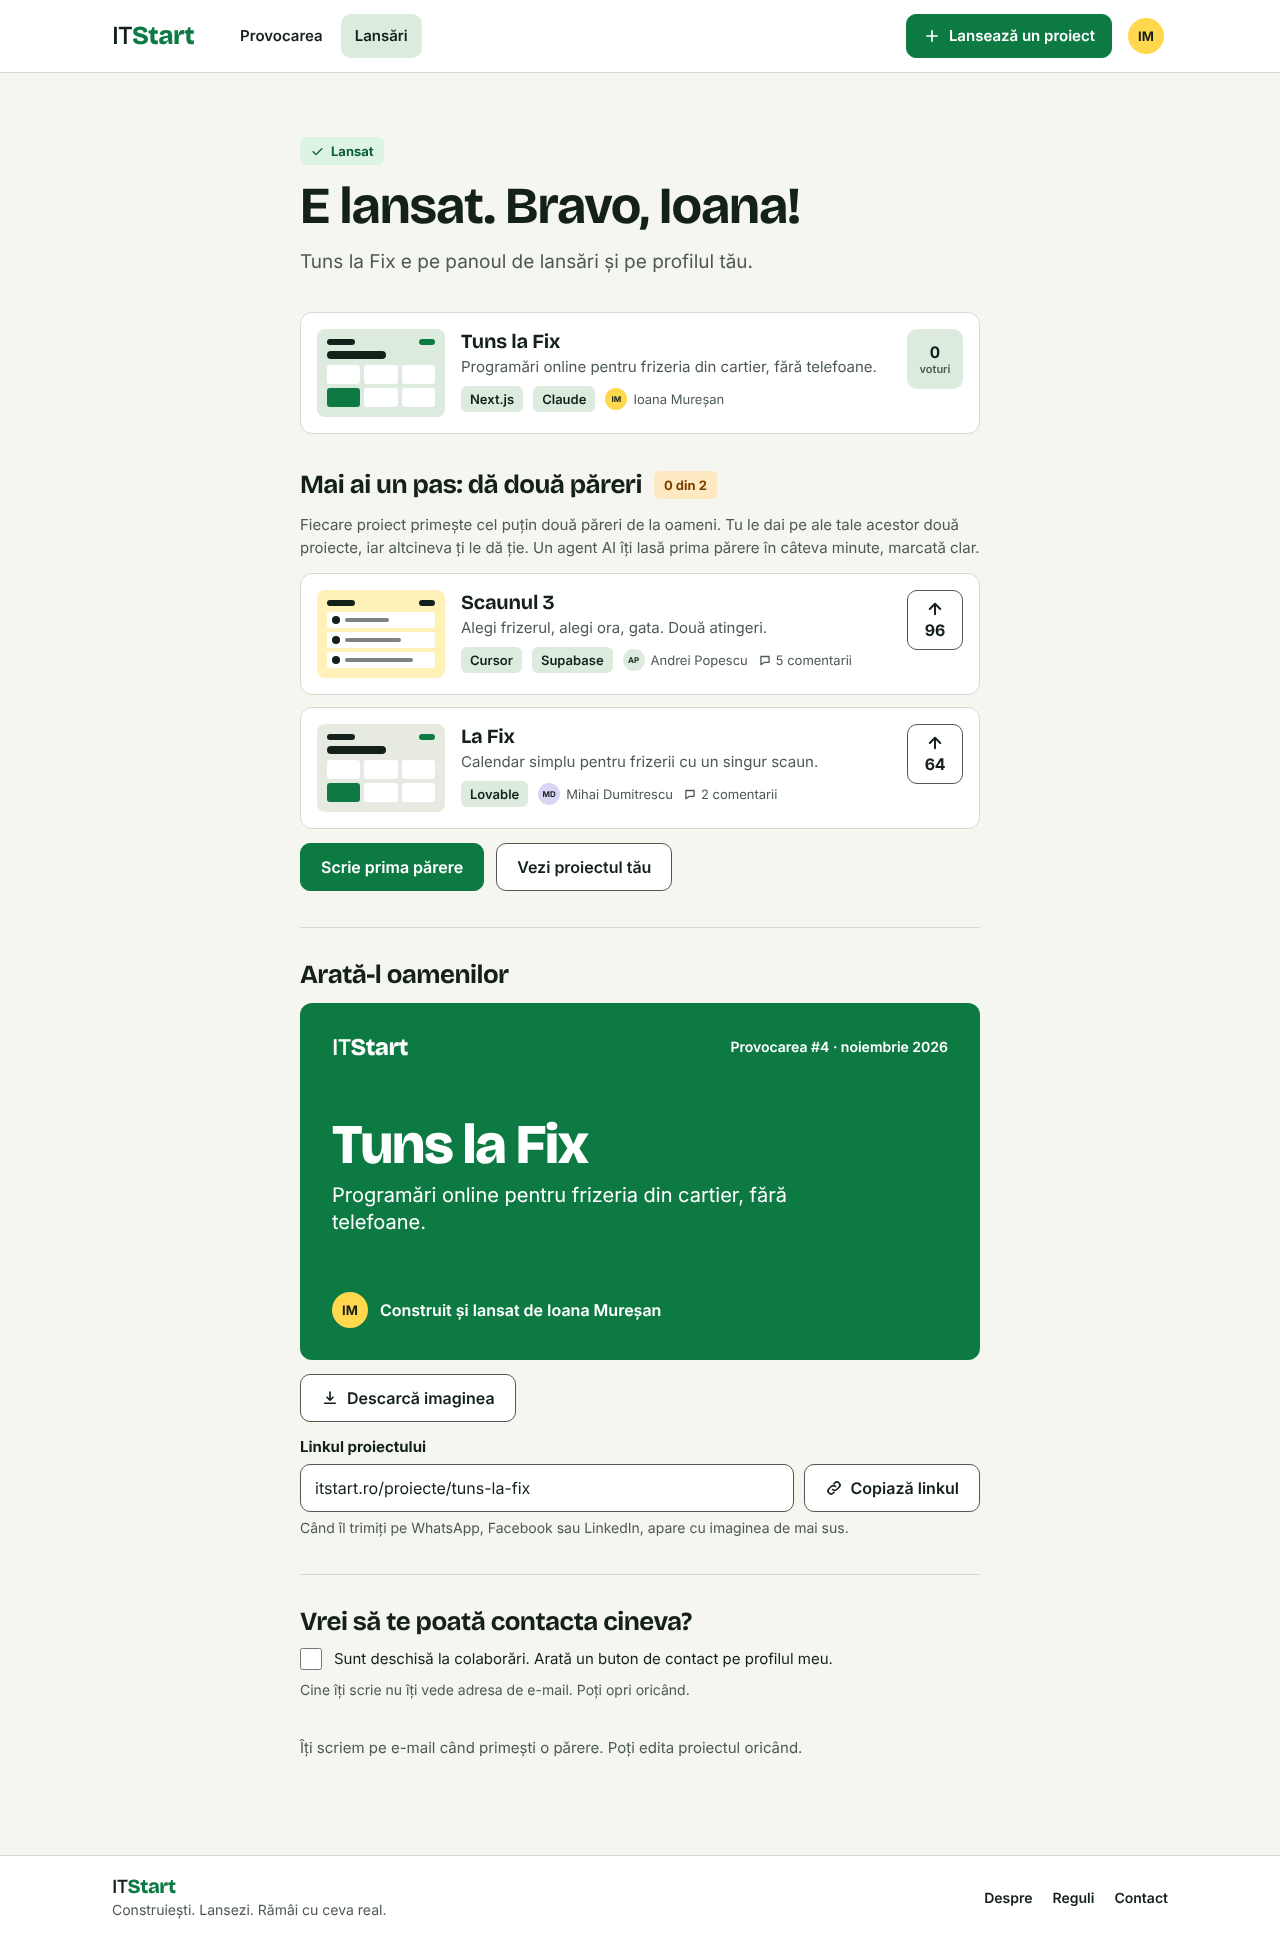 ITStart
Provocarea
Lansări
Lansează un proiect
IM
Lansat
E lansat. Bravo, Ioana!
Tuns la Fix e pe panoul de lansări și pe profilul tău.
Tuns la Fix
Programări online pentru frizeria din cartier, fără telefoane.
Next.js
Claude
IM
Ioana Mureșan
0
voturi
Mai ai un pas: dă două păreri
0 din 2
Fiecare proiect primește cel puțin două păreri de la oameni. Tu le dai pe ale tale acestor două
proiecte, iar altcineva ți le dă ție. Un agent AI îți lasă prima părere în câteva minute, marcată clar.
Scaunul 3
Alegi frizerul, alegi ora, gata. Două atingeri.
Cursor
Supabase
AP
Andrei Popescu
5 comentarii
96
La Fix
Calendar simplu pentru frizerii cu un singur scaun.
Lovable
MD
Mihai Dumitrescu
2 comentarii
64
Scrie prima părere
Vezi proiectul tău
Arată-l oamenilor
ITStart
Provocarea #4 · noiembrie 2026
Tuns la Fix
Programări online pentru frizeria din cartier, fără
telefoane.
IM
Construit și lansat de Ioana Mureșan
Descarcă imaginea
Linkul proiectului
itstart.ro/proiecte/tuns-la-fix
Copiază linkul
Când îl trimiți pe WhatsApp, Facebook sau LinkedIn, apare cu imaginea de mai sus.
Vrei să te poată contacta cineva?
Sunt deschisă la colaborări. Arată un buton de contact pe profilul meu.
Cine îți scrie nu îți vede adresa de e-mail. Poți opri oricând.
Îți scriem pe e-mail când primești o părere. Poți edita proiectul oricând.
ITStart
Construiești. Lansezi. Rămâi cu ceva real.
Despre
Reguli
Contact